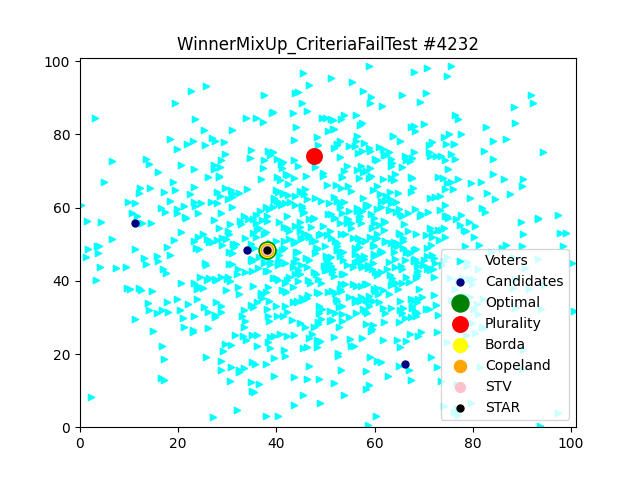 WinnerMixUp_CriteriaFailTest #4232
100
80
60
40
20
0
0 20 40 60 80 100
Voters
Candidates
Optimal
Plurality
Borda
Copeland
STV
STAR